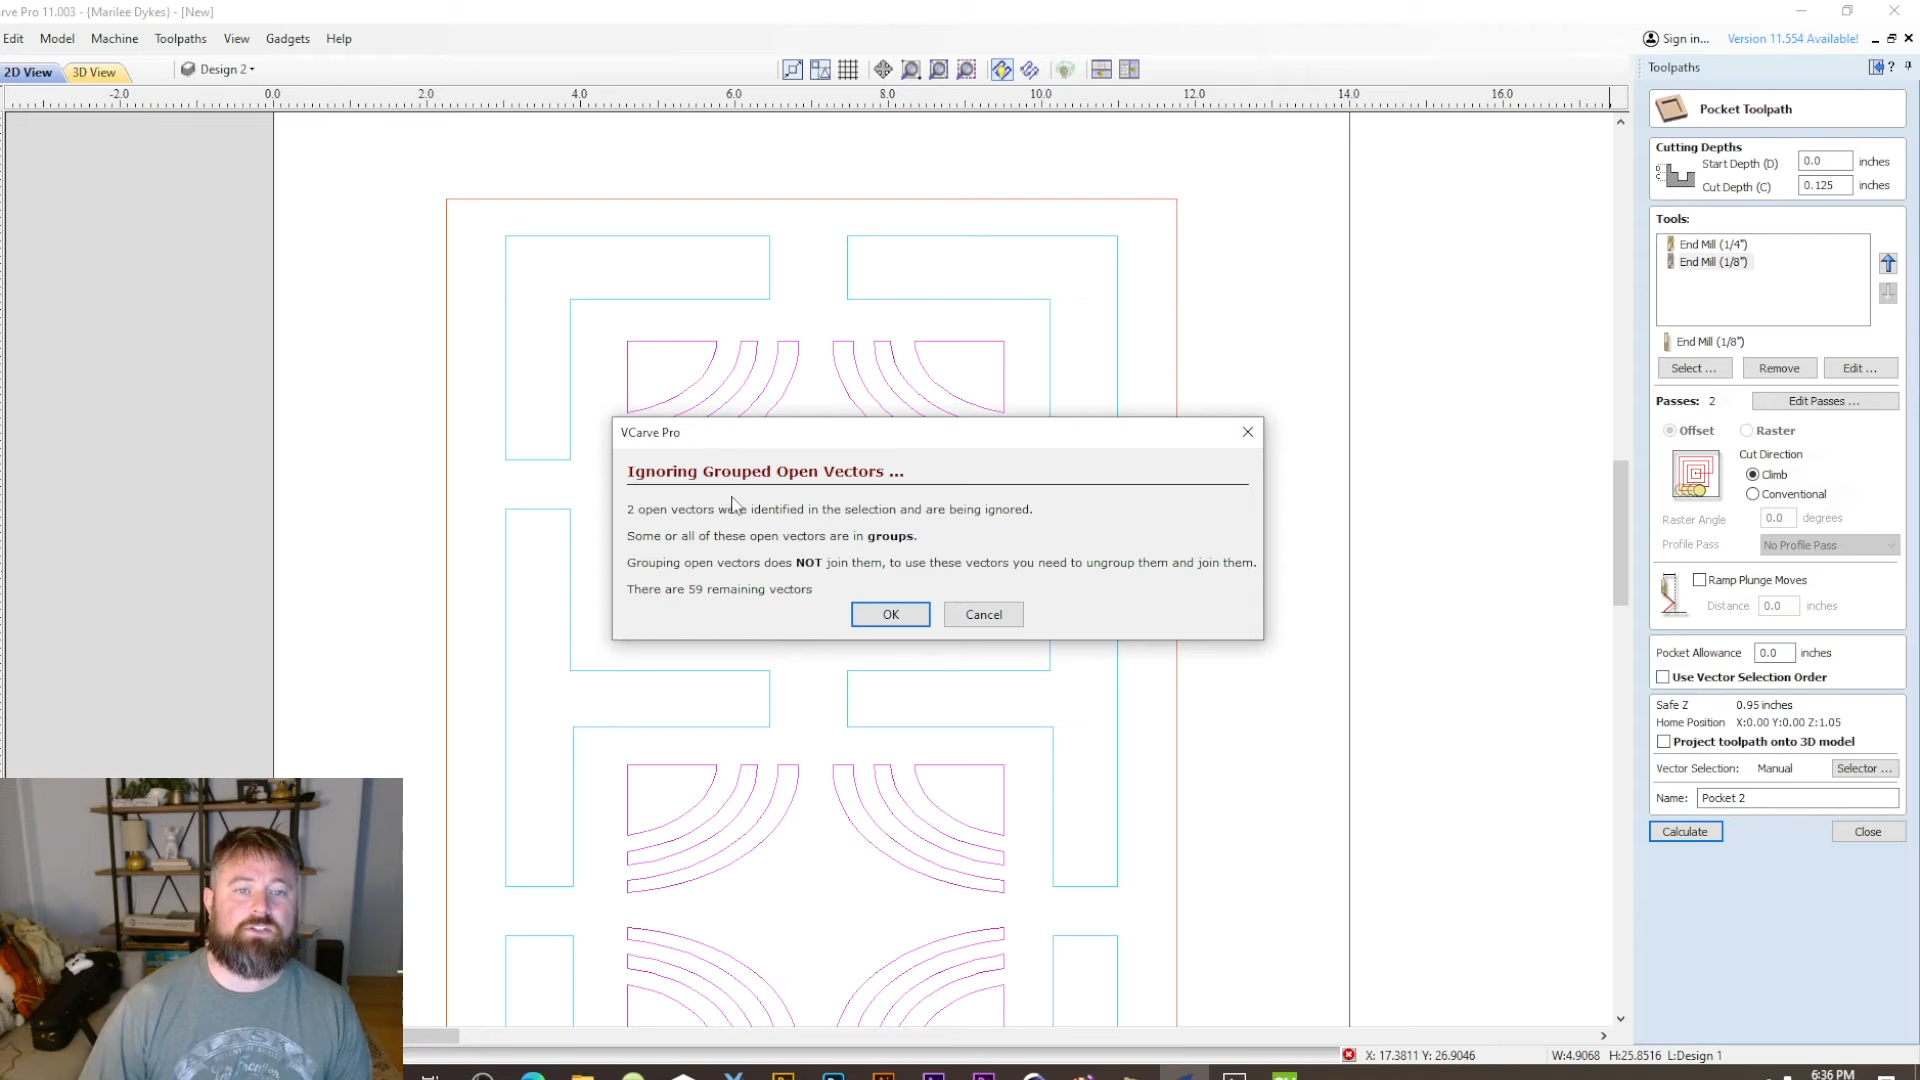 rve Pro 11.003 - {Marilee Dykes} - [New]
Edit Model Machine Toolpaths View Gadgets Help
Sign in... Version 11.554 Available!
2D View 3D View Design 2
Toolpaths
-2.0 0.0 2.0 4.0 6.0 8.0 10.0 12.0 14.0 16.0
Pocket Toolpath
Cutting Depths
Start Depth (D) 0.0 inches
Cut Depth (C) 0.125 inches
Tools:
End Mill (1/4")
End Mill (1/8")
End Mill (1/8")
Select ... Remove Edit ...
Passes: 2 Edit Passes ...
Offset Raster
Cut Direction
Climb
Conventional
Raster Angle 0.0 degrees
Profile Pass No Profile Pass
Ramp Plunge Moves
Distance 0.0 inches
Pocket Allowance 0.0 inches
Use Vector Selection Order
Safe Z 0.95 inches
Home Position X:0.00 Y:0.00 Z:1.05
Project toolpath onto 3D model
Vector Selection: Manual Selector ...
Name: Pocket 2
Calculate Close
VCarve Pro
Ignoring Grouped Open Vectors ...
2 open vectors were identified in the selection and are being ignored.
Some or all of these open vectors are in groups.
Grouping open vectors does NOT join them, to use these vectors you need to ungroup them and join them.
There are 59 remaining vectors
OK Cancel
X: 17.3811 Y: 26.9046 W:4.9068 H:25.8516 L:Design 1
6:36 PM